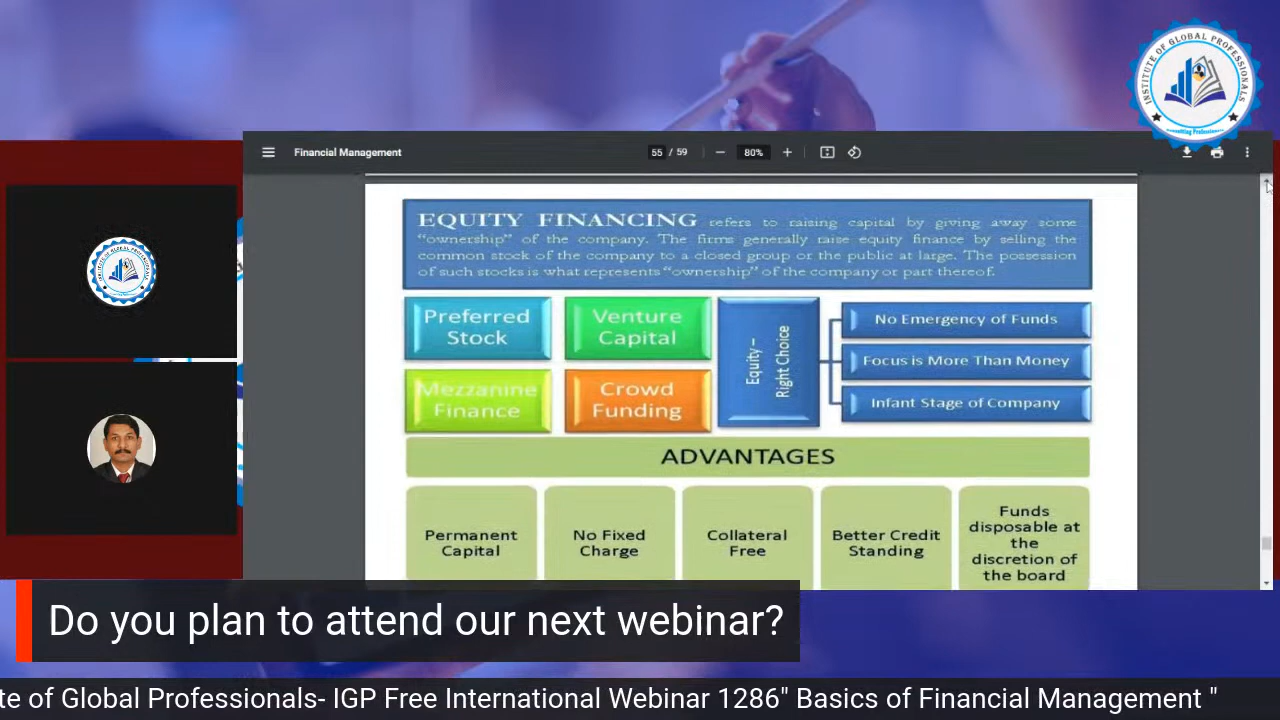 INSTITUTE OF GLOBAL PROFESSIONALS
Financial Management
55 / 59
80%
EQUITY FINANCING refers to raising capital by giving away some
“ownership” of the company. The firms generally raise equity finance by selling the
common stock of the company to a closed group or the public at large. The possession
of such stocks is what represents “ownership” of the company or part thereof.
Preferred
Stock
Venture
Capital
Mezzanine
Finance
Crowd
Funding
Equity –
Right Choice
No Emergency of Funds
Focus is More Than Money
Infant Stage of Company
ADVANTAGES
Permanent
Capital
No Fixed
Charge
Collateral
Free
Better Credit
Standing
Funds
disposable at
the
discretion of
the board
Do you plan to attend our next webinar?
te of Global Professionals- IGP Free International Webinar 1286" Basics of Financial Management "